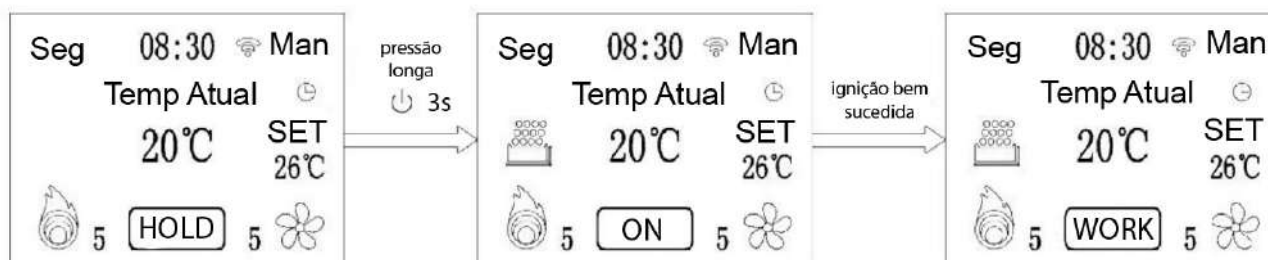 Seg 08:30 Man
Temp Atual
20℃
SET
26℃
5 HOLD 5
pressão
longa
3s
Seg 08:30 Man
Temp Atual
20℃
SET
26℃
5 ON 5
ignição bem
sucedida
Seg 08:30 Man
Temp Atual
20℃
SET
26℃
5 WORK 5